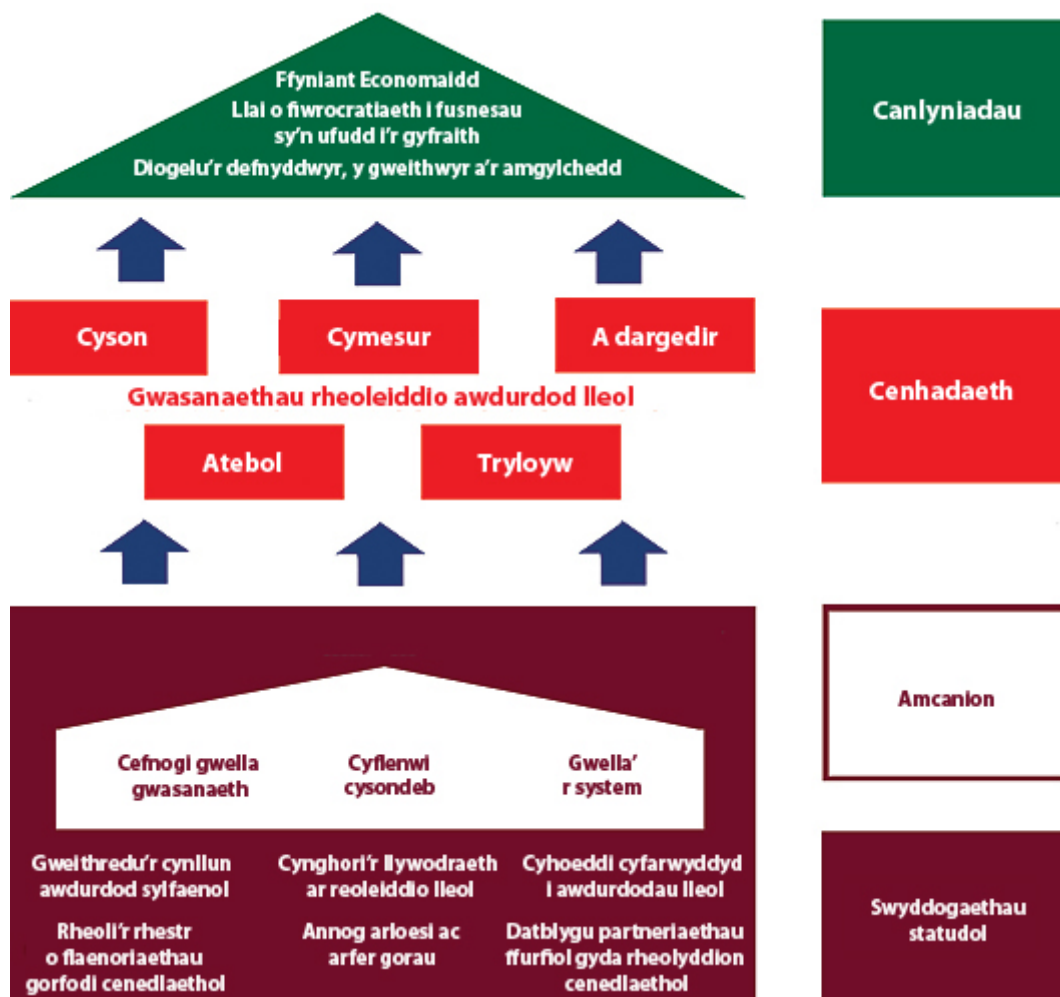 Ffyniant Economaidd
Llai o fiwrocratiaeth i fusnesau
sy'n ufudd i'r gyfraith
Diogelu'r defnyddwyr, y gweithwyr a'r amgylchedd
Canlyniadau
Cyson
Cymesur
A dargedir
Gwasanaethau rheoleiddio awdurdod lleol
Atebol
Tryloyw
Cenhadaeth
Cefnogi gwella
gwasanaeth
Cyflenwi
cysondeb
Gwella'
r system
Amcanion
Gweithredu'r cynllun
awdurdod sylfaenol
Cynghori'r llywodraeth
ar reoleiddio lleol
Cyhoeddi cyfarwyddyd
i awdurdodau lleol
Rheoli'r rhestr
o flaenoriaethau
gorfodi cenedlaethol
Annog arloesi ac
arfer gorau
Datblygu partneriaethau
ffurfiol gyda rheolyddion
cenedlaethol
Swyddogaethau
statudol